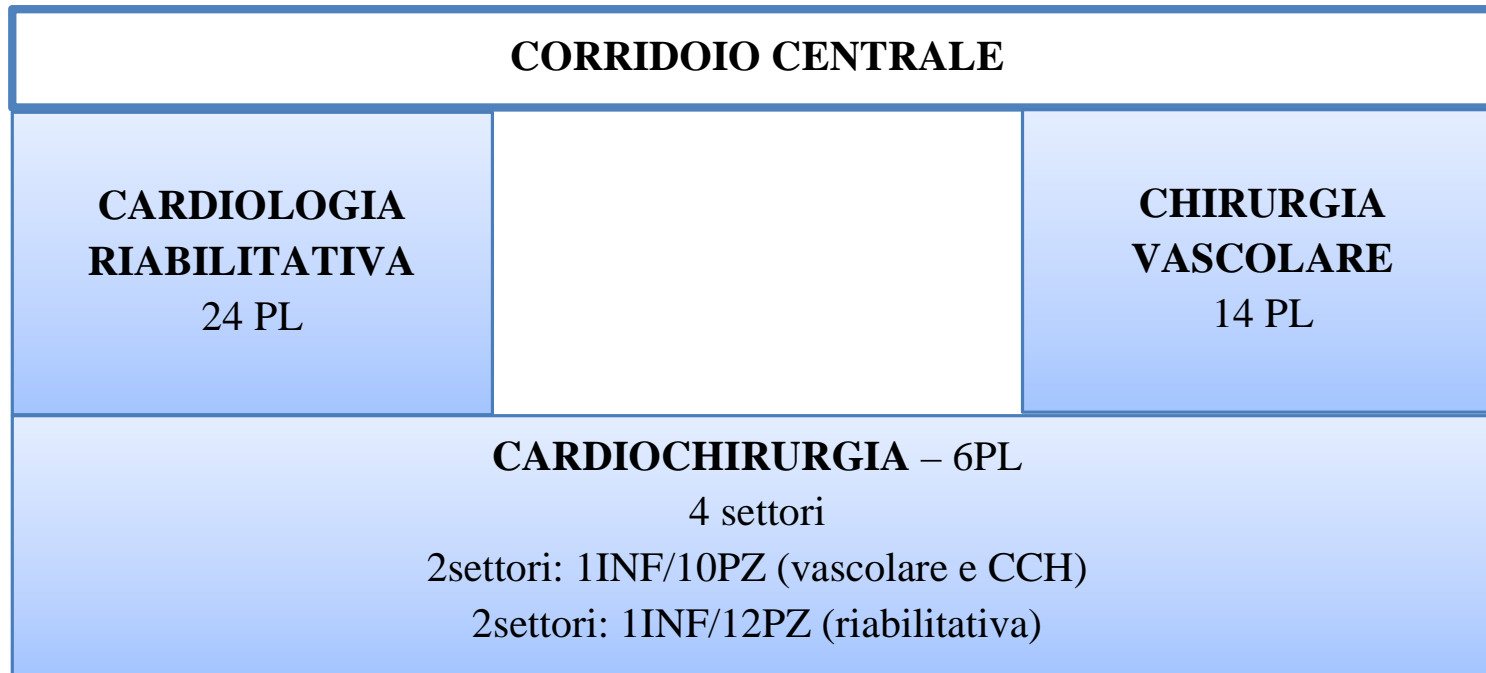 CORRIDOIO CENTRALE
CARDIOLOGIA
RIABILITATIVA
24 PL
CHIRURGIA
VASCOLARE
14 PL
CARDIOCHIRURGIA – 6PL
4 settori
2settori: 1INF/10PZ (vascolare e CCH)
2settori: 1INF/12PZ (riabilitativa)